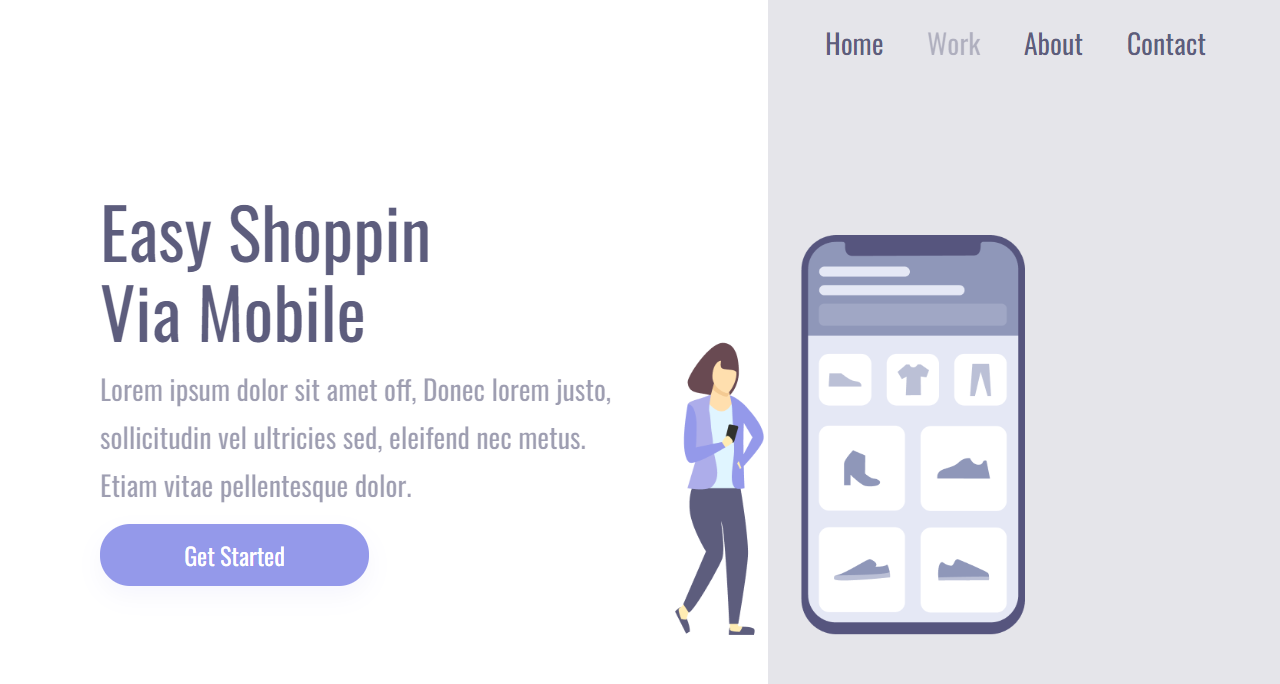 Home Work About Contact
Easy Shoppin
Via Mobile
Lorem ipsum dolor sit amet off, Donec lorem justo,
sollicitudin vel ultricies sed, eleifend nec metus.
Etiam vitae pellentesque dolor.
Get Started